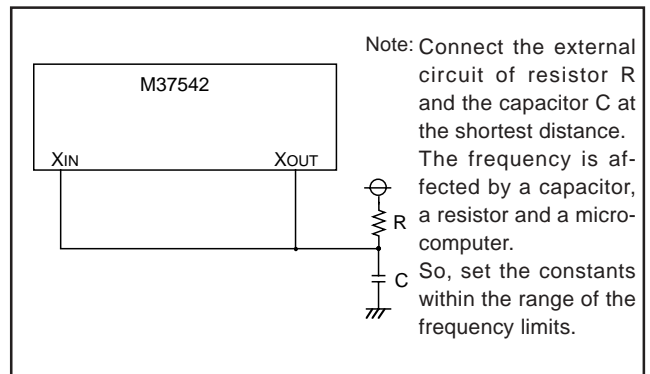 M37542
XIN XOUT
R
C
Note: Connect the external
circuit of resistor R
and the capacitor C at
the shortest distance.
The frequency is af-
fected by a capacitor,
a resistor and a micro-
computer.
So, set the constants
within the range of the
frequency limits.